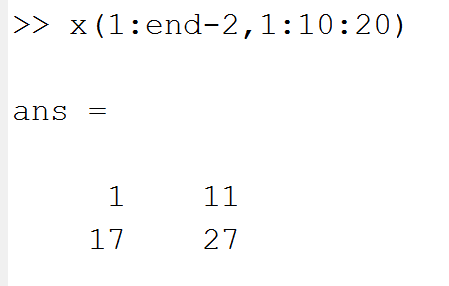 >> x(1:end-2,1:10:20)
ans =
1 11
17 27